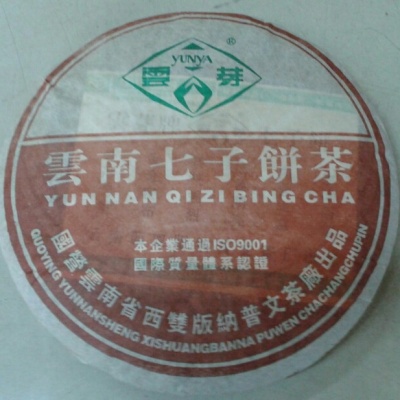 YUNYA
雲芽
®
雲南七子餅茶
YUN NAN QI ZI BING CHA
本企業通過ISO9001
國際質量體系認證
國營雲南省西雙版納普文茶廠出品
GUOYING YUNNANSHENG XISHUANGBANNA PUWEN CHACHANGCHUPIN